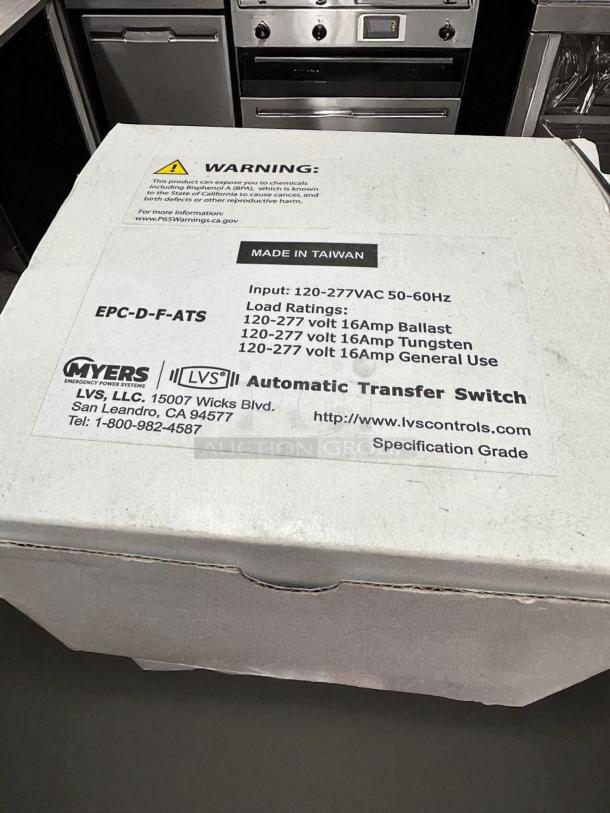 WARNING:
This product can expose you to chemicals
including Bisphenol A (BPA), which is known
to the State of California to cause cancer, and
birth defects or other reproductive harm.
For more information:
www.P65Warnings.ca.gov
MADE IN TAIWAN
EPC-D-F-ATS
Input: 120-277VAC 50-60Hz
Load Ratings:
120-277 volt 16Amp Ballast
120-277 volt 16Amp Tungsten
120-277 volt 16Amp General Use
MYERS
EMERGENCY POWER SYSTEMS
LVS®
Automatic Transfer Switch
LVS, LLC. 15007 Wicks Blvd.
San Leandro, CA 94577
Tel: 1-800-982-4587
http://www.lvscontrols.com
Specification Grade
AUCTION GROUP